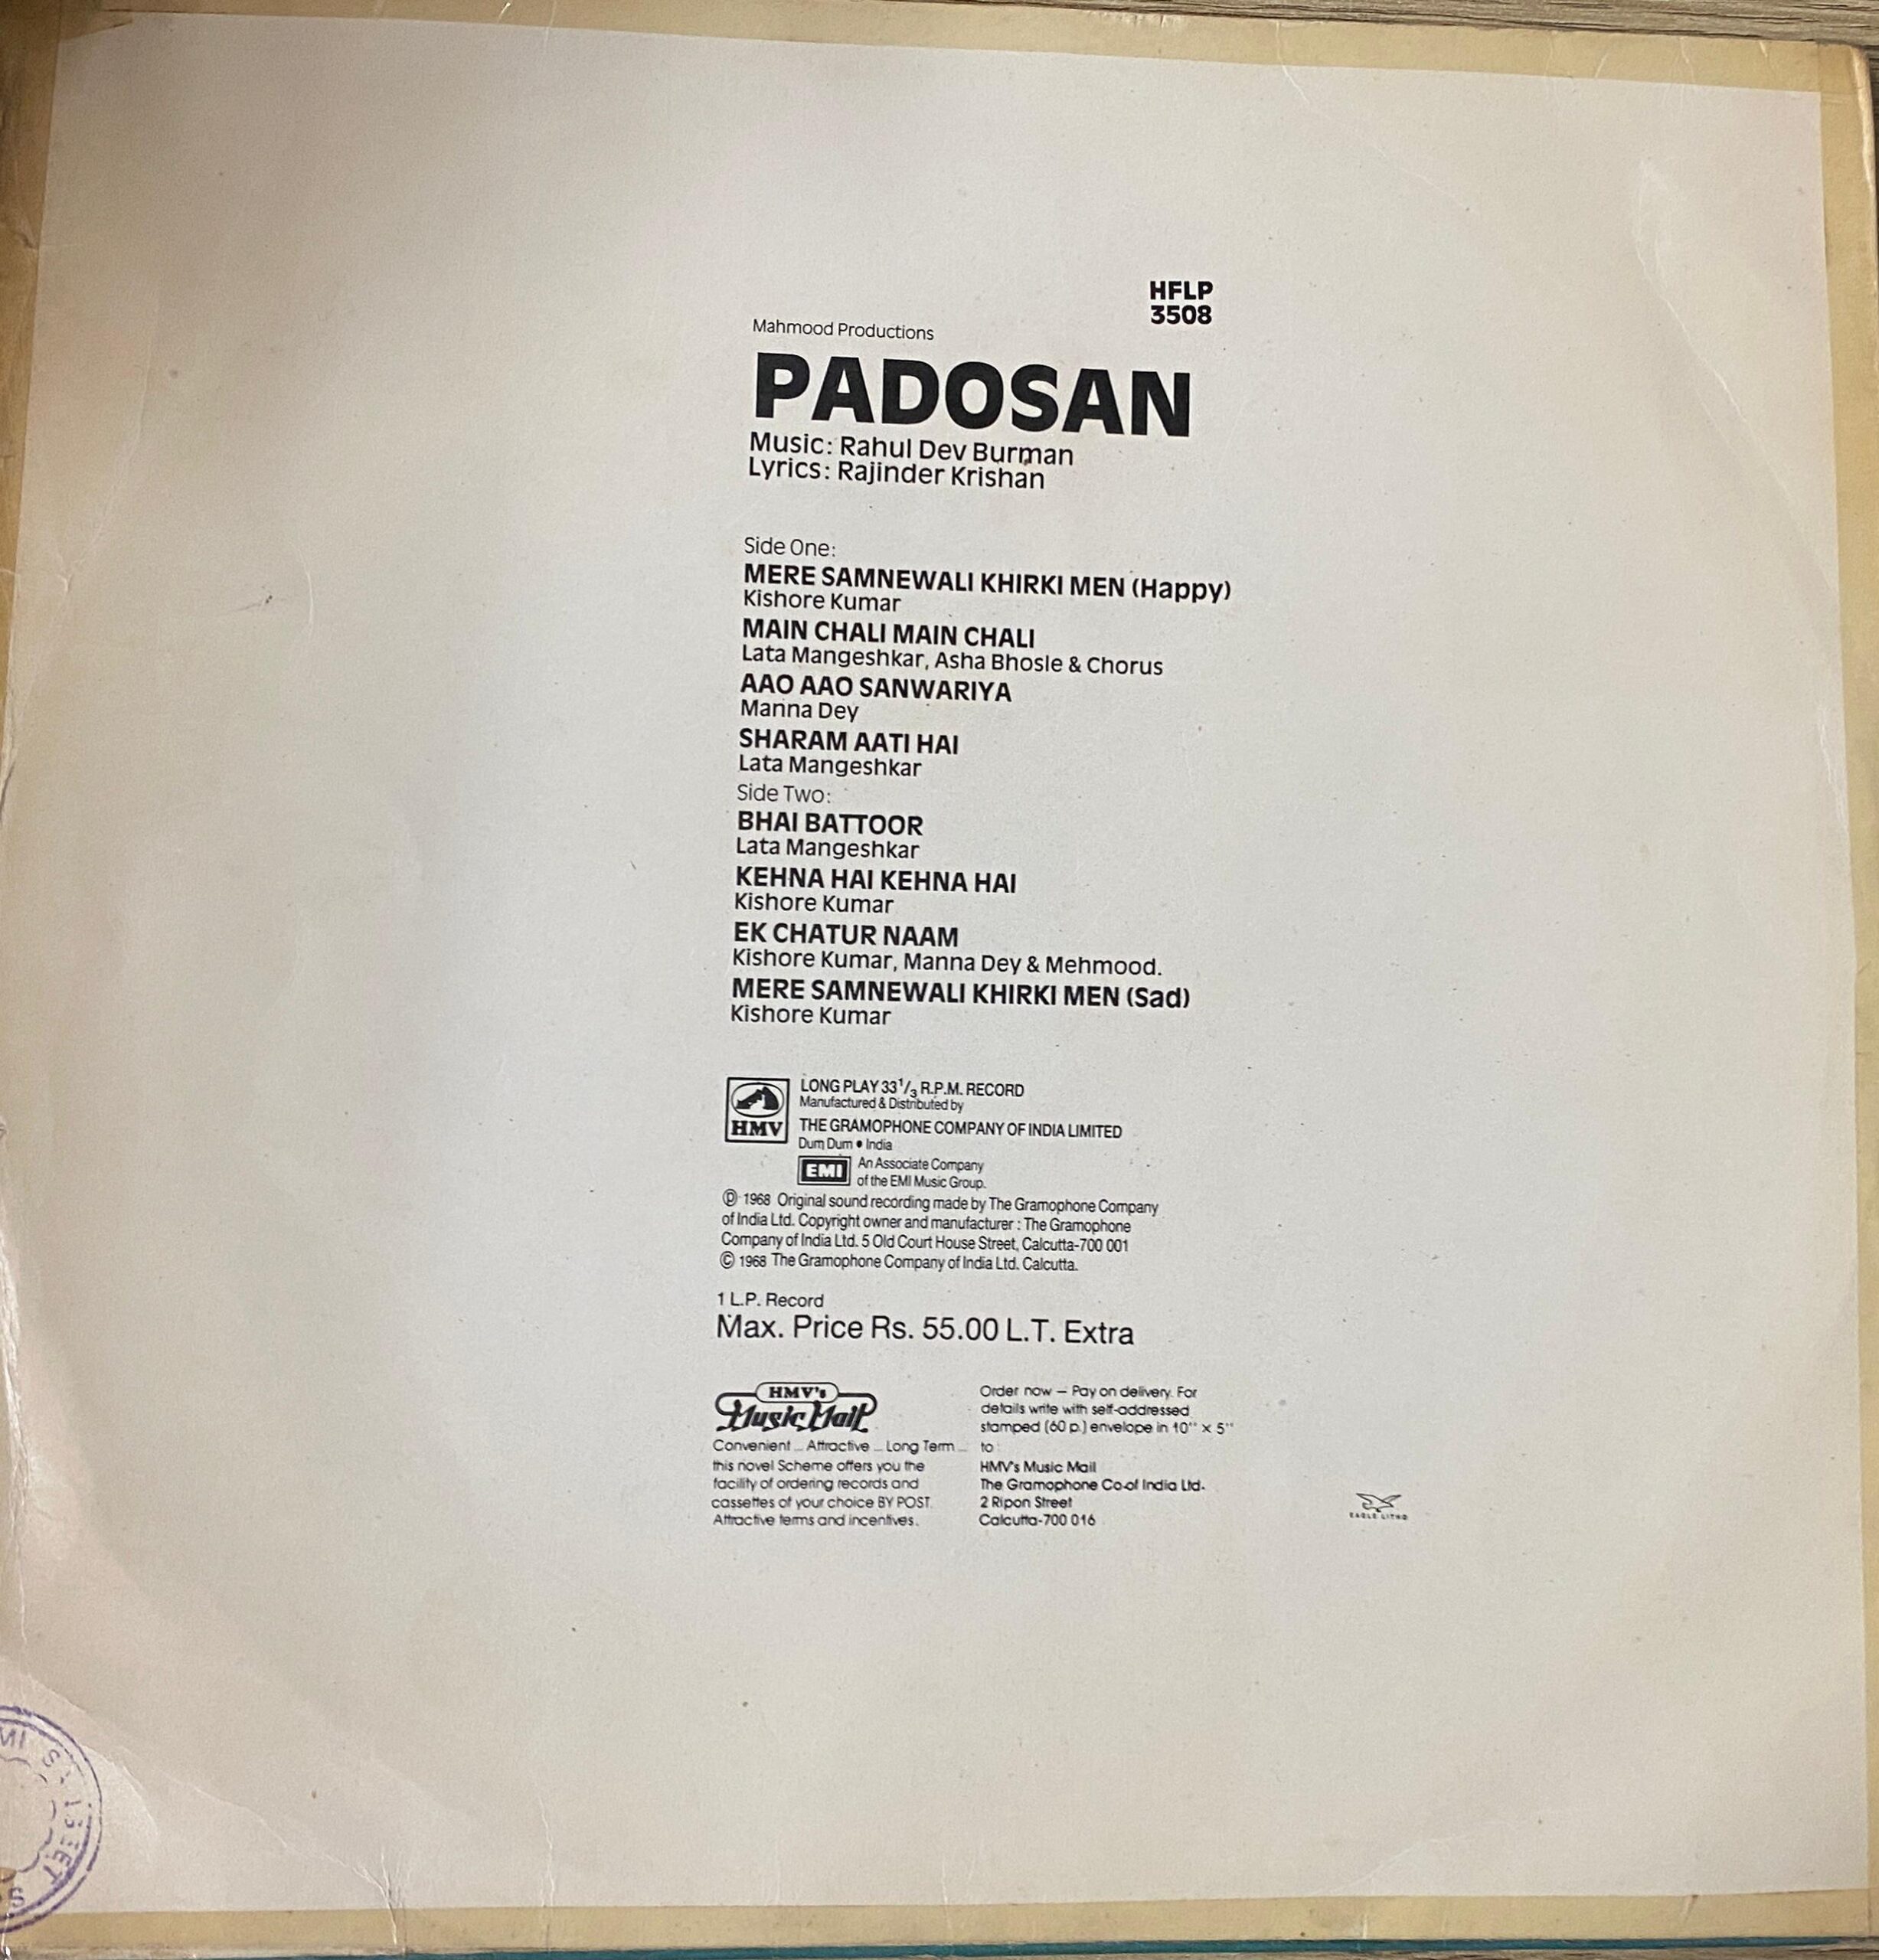 HFLP
3508
Mahmood Productions
PADOSAN
Music: Rahul Dev Burman
Lyrics: Rajinder Krishan
Side One:
MERE SAMNEWALI KHIRKI MEN (Happy)
Kishore Kumar
MAIN CHALI MAIN CHALI
Lata Mangeshkar, Asha Bhosle & Chorus
AAO AAO SANWARIYA
Manna Dey
SHARAM AATI HAI
Lata Mangeshkar
Side Two:
BHAI BATTOOR
Lata Mangeshkar
KEHNA HAI KEHNA HAI
Kishore Kumar
EK CHATUR NAAM
Kishore Kumar, Manna Dey & Mehmood.
MERE SAMNEWALI KHIRKI MEN (Sad)
Kishore Kumar
HMV
LONG PLAY 33 1/3 R.P.M. RECORD
Manufactured & Distributed by
THE GRAMOPHONE COMPANY OF INDIA LIMITED
Dum Dum • India
EMI
An Associate Company
of the EMI Music Group.
Ⓟ 1968 Original sound recording made by The Gramophone Company
of India Ltd. Copyright owner and manufacturer : The Gramophone
Company of India Ltd. 5 Old Court House Street, Calcutta-700 001
© 1968 The Gramophone Company of India Ltd. Calcutta.
1 L.P. Record
Max. Price Rs. 55.00 L.T. Extra
HMV's
Music Mail
Convenient ... Attractive ... Long Term ...
this novel Scheme offers you the
facility of ordering records and
cassettes of your choice BY POST.
Attractive terms and incentives.
Order now – Pay on delivery. For
details write with self-addressed
stamped (60 p.) envelope in 10" x 5"
to :
HMV's Music Mail
The Gramophone Co of India Ltd.
2 Ripon Street
Calcutta-700 016
EAGLE LITHO